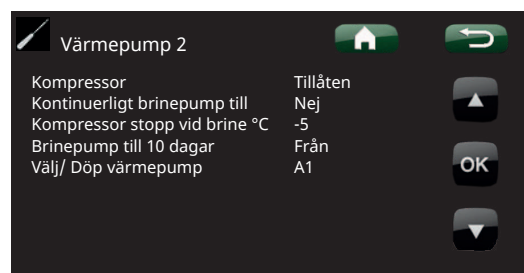 Värmepump 2
Kompressor Tillåten
Kontinuerligt brinepump till Nej
Kompressor stopp vid brine °C -5
Brinepump till 10 dagar Från
Välj/ Döp värmepump A1
OK